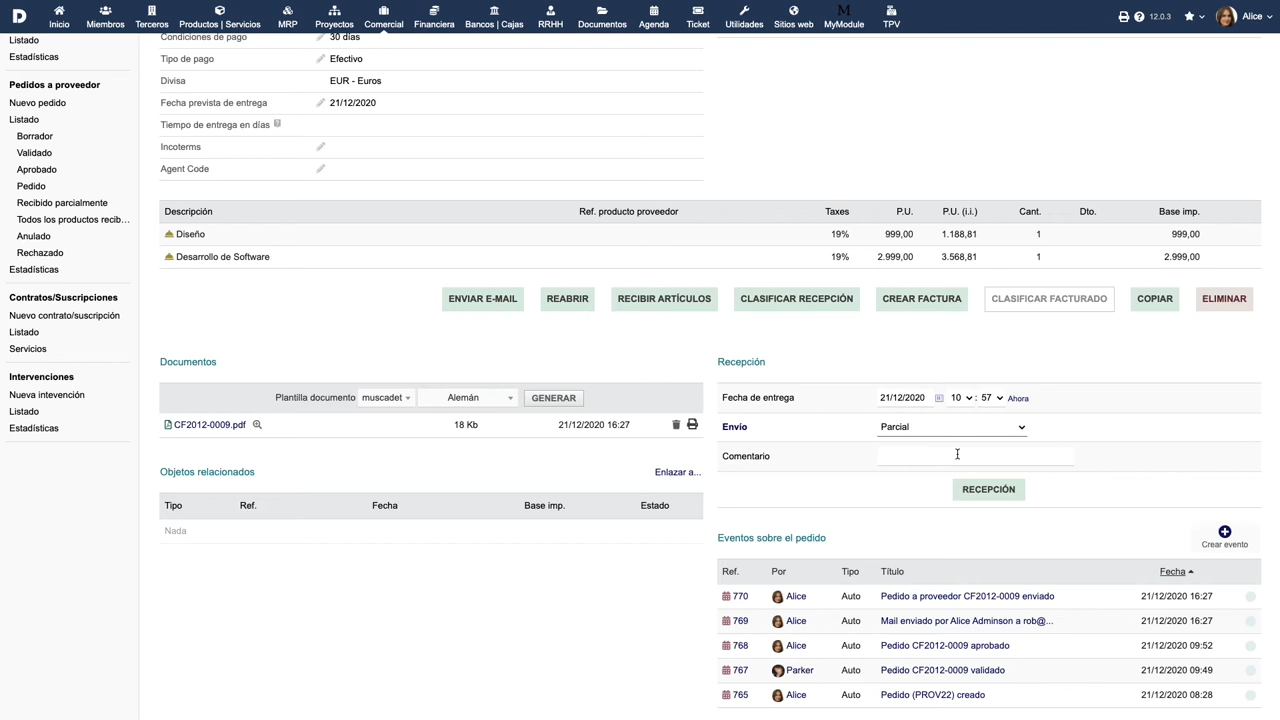 D Inicio Miembros Terceros Productos | Servicios MRP Proyectos Comercial Financiera Bancos | Cajas RRHH Documentos Agenda Ticket Utilidades Sitios web MyModule TPV 12.0.3 Alice
Listado
Estadísticas
Pedidos a proveedor
Nuevo pedido
Listado
Borrador
Validado
Aprobado
Pedido
Recibido parcialmente
Todos los productos recib...
Anulado
Rechazado
Estadísticas
Contratos/Suscripciones
Nuevo contrato/suscripción
Listado
Servicios
Intervenciones
Nueva intevención
Listado
Estadísticas
Condiciones de pago 30 días
Tipo de pago Efectivo
Divisa EUR - Euros
Fecha prevista de entrega 21/12/2020
Tiempo de entrega en días
Incoterms
Agent Code
Descripción Ref. producto proveedor Taxes P.U. P.U. (i.i.) Cant. Dto. Base imp.
Diseño 19% 999,00 1.188,81 1 999,00
Desarrollo de Software 19% 2.999,00 3.568,81 1 2.999,00
ENVIAR E-MAIL REABRIR RECIBIR ARTÍCULOS CLASIFICAR RECEPCIÓN CREAR FACTURA CLASIFICAR FACTURADO COPIAR ELIMINAR
Documentos
Plantilla documento muscadet Alemán GENERAR
CF2012-0009.pdf 18 Kb 21/12/2020 16:27
Objetos relacionados Enlazar a...
Tipo Ref. Fecha Base imp. Estado
Nada
Recepción
Fecha de entrega 21/12/2020 10 : 57 Ahora
Envío Parcial
Comentario
RECEPCIÓN
Eventos sobre el pedido Crear evento
Ref. Por Tipo Título Fecha
770 Alice Auto Pedido a proveedor CF2012-0009 enviado 21/12/2020 16:27
769 Alice Auto Mail enviado por Alice Adminson a rob@... 21/12/2020 16:27
768 Alice Auto Pedido CF2012-0009 aprobado 21/12/2020 09:52
767 Parker Auto Pedido CF2012-0009 validado 21/12/2020 09:49
765 Alice Auto Pedido (PROV22) creado 21/12/2020 08:28